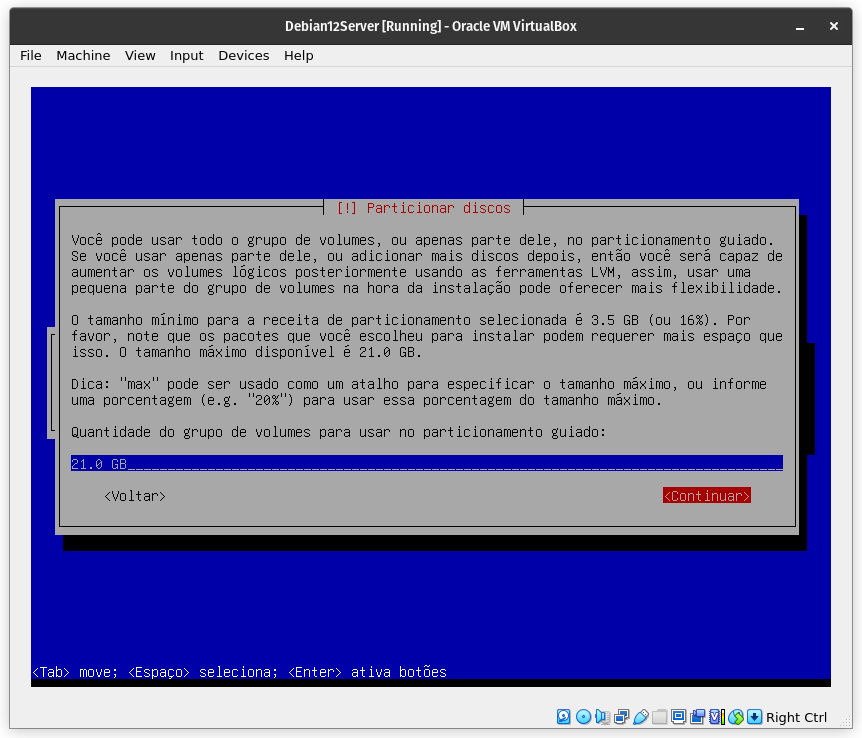 Debian12Server [Running] - Oracle VM VirtualBox
File Machine View Input Devices Help
[!] Particionar discos
Você pode usar todo o grupo de volumes, ou apenas parte dele, no particionamento guiado.
Se você usar apenas parte dele, ou adicionar mais discos depois, então você será capaz de
aumentar os volumes lógicos posteriormente usando as ferramentas LVM, assim, usar uma
pequena parte do grupo de volumes na hora da instalação pode oferecer mais flexibilidade.
O tamanho mínimo para a receita de particionamento selecionada é 3.5 GB (ou 16%). Por
favor, note que os pacotes que você escolheu para instalar podem requerer mais espaço que
isso. O tamanho máximo disponível é 21.0 GB.
Dica: "max" pode ser usado como um atalho para especificar o tamanho máximo, ou informe
uma porcentagem (e.g. "20%") para usar essa porcentagem do tamanho máximo.
Quantidade do grupo de volumes para usar no particionamento guiado:
21.0 GB
<Voltar> <Continuar>
<Tab> move; <Espaço> seleciona; <Enter> ativa botões
Right Ctrl